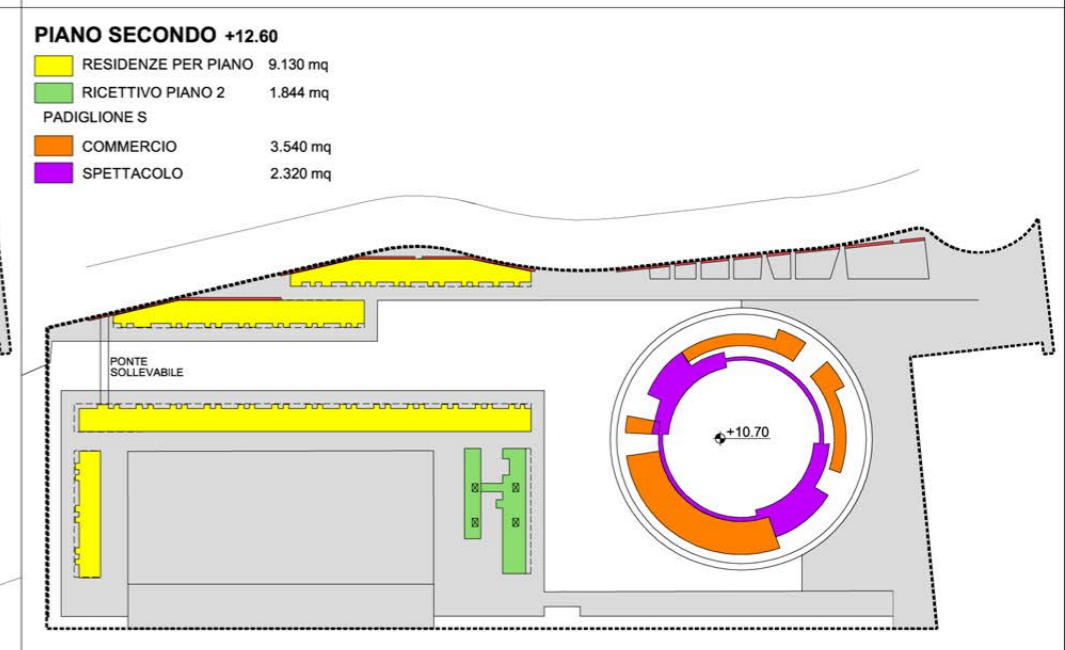 PIANO SECONDO +12.60
RESIDENZE PER PIANO 9.130 mq
RICETTIVO PIANO 2 1.844 mq
PADIGLIONE S
COMMERCIO 3.540 mq
SPETTACOLO 2.320 mq
PONTE
SOLLEVABILE
+10.70